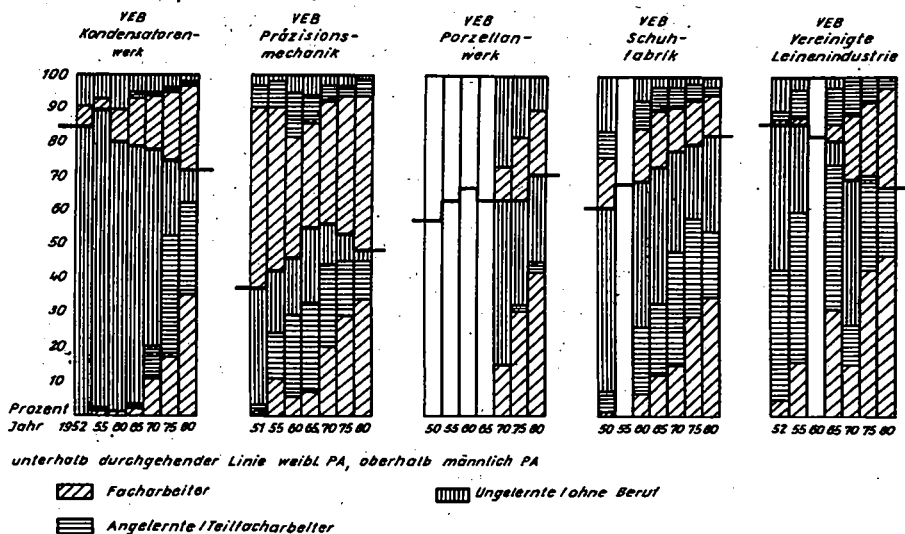 VEB Kondensatoren-werk
VEB Präzisions-mechanik
VEB Porzellan-werk
VEB Schuh-fabrik
VEB Vereinigte Leinenindustrie
100
90
80
70
60
50
40
30
20
10
Prozent
Jahr 1952 55 60 65 70 75 80
51 55 60 65 70 75 80
50 55 60 65 70 75 80
50 55 60 65 70 75 80
52 55 60 65 70 75 80
unterhalb durchgehender Linie weibl. PA, oberhalb männlich PA
Facharbeiter
Ungelernte / ohne Beruf
Angelernte / Teilfacharbeiter